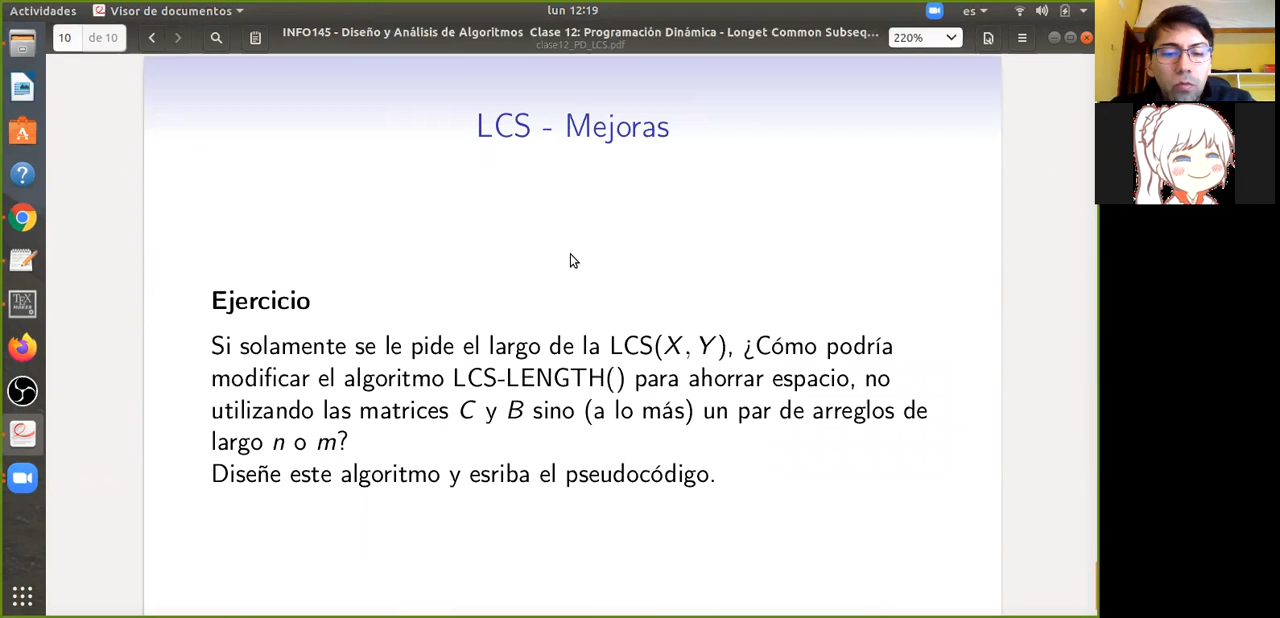 Actividades
Visor de documentos
lun 12:19
es
10
de 10
INFO145 - Diseño y Análisis de Algoritmos Clase 12: Programación Dinámica - Longet Common Subseq...
clase12_PD_LCS.pdf
220%
LCS - Mejoras
Ejercicio
Si solamente se le pide el largo de la LCS(X, Y), ¿Cómo podría
modificar el algoritmo LCS-LENGTH() para ahorrar espacio, no
utilizando las matrices C y B sino (a lo más) un par de arreglos de
largo n o m?
Diseñe este algoritmo y esriba el pseudocódigo.